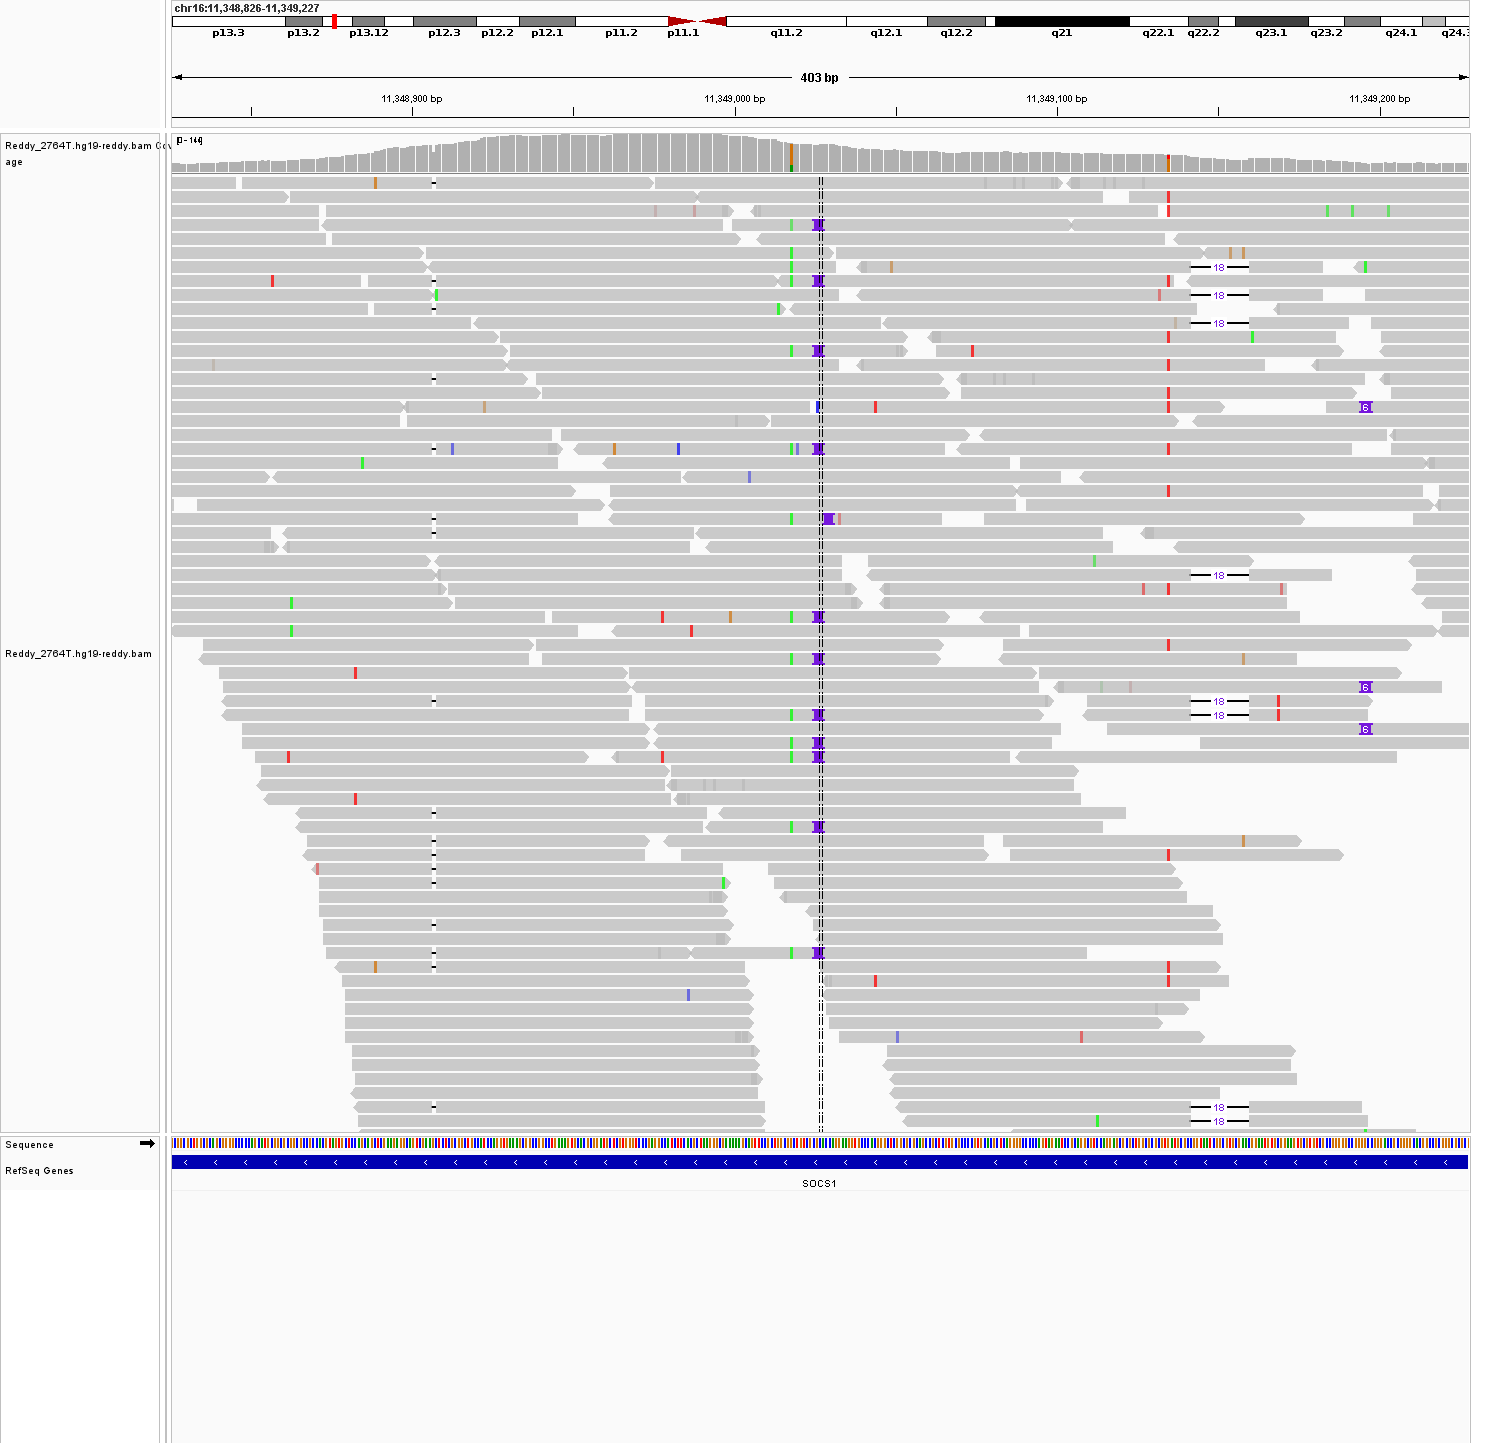 chr16:11,348,826-11,349,227
p13.3 p13.2 p13.12 p12.3 p12.2 p12.1 p11.2 p11.1 q11.2 q12.1 q12.2 q21 q22.1 q22.2 q23.1 q23.2 q24.1
403 bp
11,348,900 bp 11,349,000 bp 11,349,100 bp 11,349,200 bp
Reddy_2764T.hg19-reddy.bam
age
[0 - 144]
18
18
18
6
18
6
18
18
6
Reddy_2764T.hg19-reddy.bam
18
18
Sequence
RefSeq Genes
SOCS1